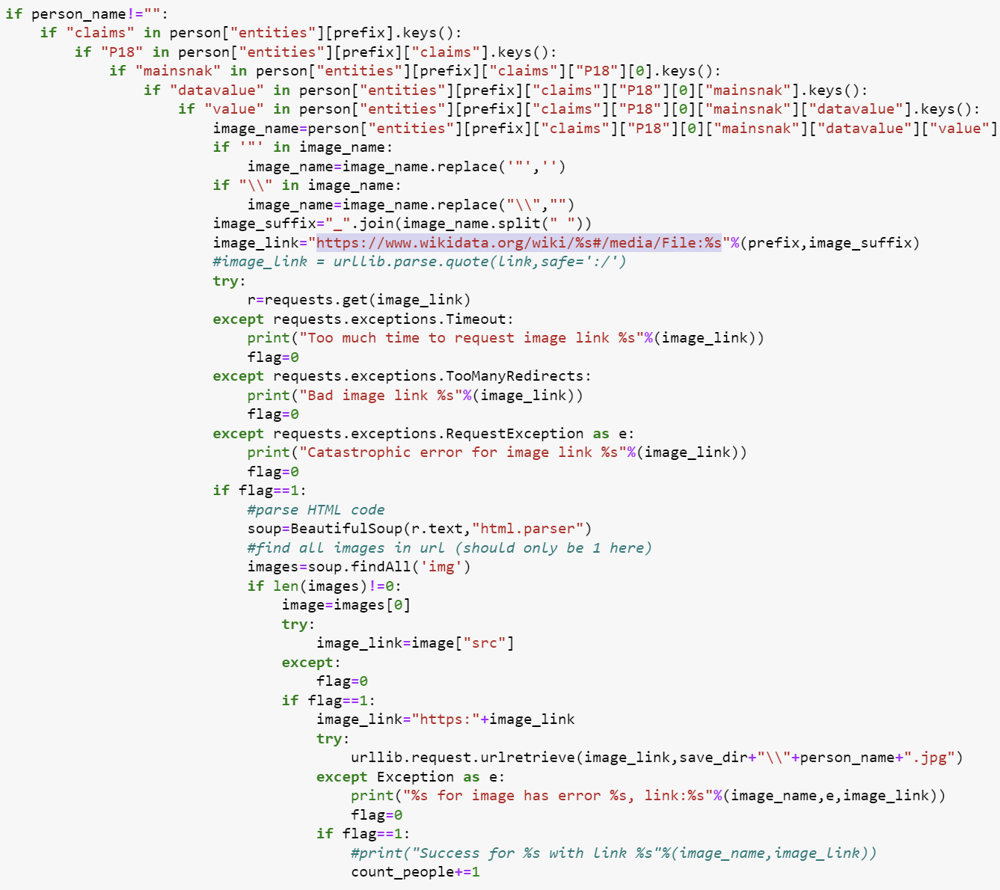 if person_name!="":
    if "claims" in person["entities"][prefix].keys():
        if "P18" in person["entities"][prefix]["claims"].keys():
            if "mainsnak" in person["entities"][prefix]["claims"]["P18"][0].keys():
                if "datavalue" in person["entities"][prefix]["claims"]["P18"][0]["mainsnak"].keys():
                    if "value" in person["entities"][prefix]["claims"]["P18"][0]["mainsnak"]["datavalue"].keys():
                        image_name=person["entities"][prefix]["claims"]["P18"][0]["mainsnak"]["datavalue"]["value"]
                        if '"' in image_name:
                            image_name=image_name.replace('"','')
                        if "\\" in image_name:
                            image_name=image_name.replace("\\","")
                        image_suffix="_".join(image_name.split(" "))
                        image_link="https://www.wikidata.org/wiki/%s#/media/File:%s"%(prefix,image_suffix)
                        #image_link = urllib.parse.quote(link,safe=':/')
                        try:
                            r=requests.get(image_link)
                        except requests.exceptions.Timeout:
                            print("Too much time to request image link %s"%(image_link))
                            flag=0
                        except requests.exceptions.TooManyRedirects:
                            print("Bad image link %s"%(image_link))
                            flag=0
                        except requests.exceptions.RequestException as e:
                            print("Catastrophic error for image link %s"%(image_link))
                            flag=0
                        if flag==1:
                            #parse HTML code
                            soup=BeautifulSoup(r.text,"html.parser")
                            #find all images in url (should only be 1 here)
                            images=soup.findAll('img')
                            if len(images)!=0:
                                image=images[0]
                                try:
                                    image_link=image["src"]
                                except:
                                    flag=0
                                if flag==1:
                                    image_link="https:"+image_link
                                    try:
                                        urllib.request.urlretrieve(image_link,save_dir+"\\"+person_name+".jpg")
                                    except Exception as e:
                                        print("%s for image has error %s, link:%s"%(image_name,e,image_link))
                                        flag=0
                                    if flag==1:
                                        #print("Success for %s with link %s"%(image_name,image_link))
                                        count_people+=1